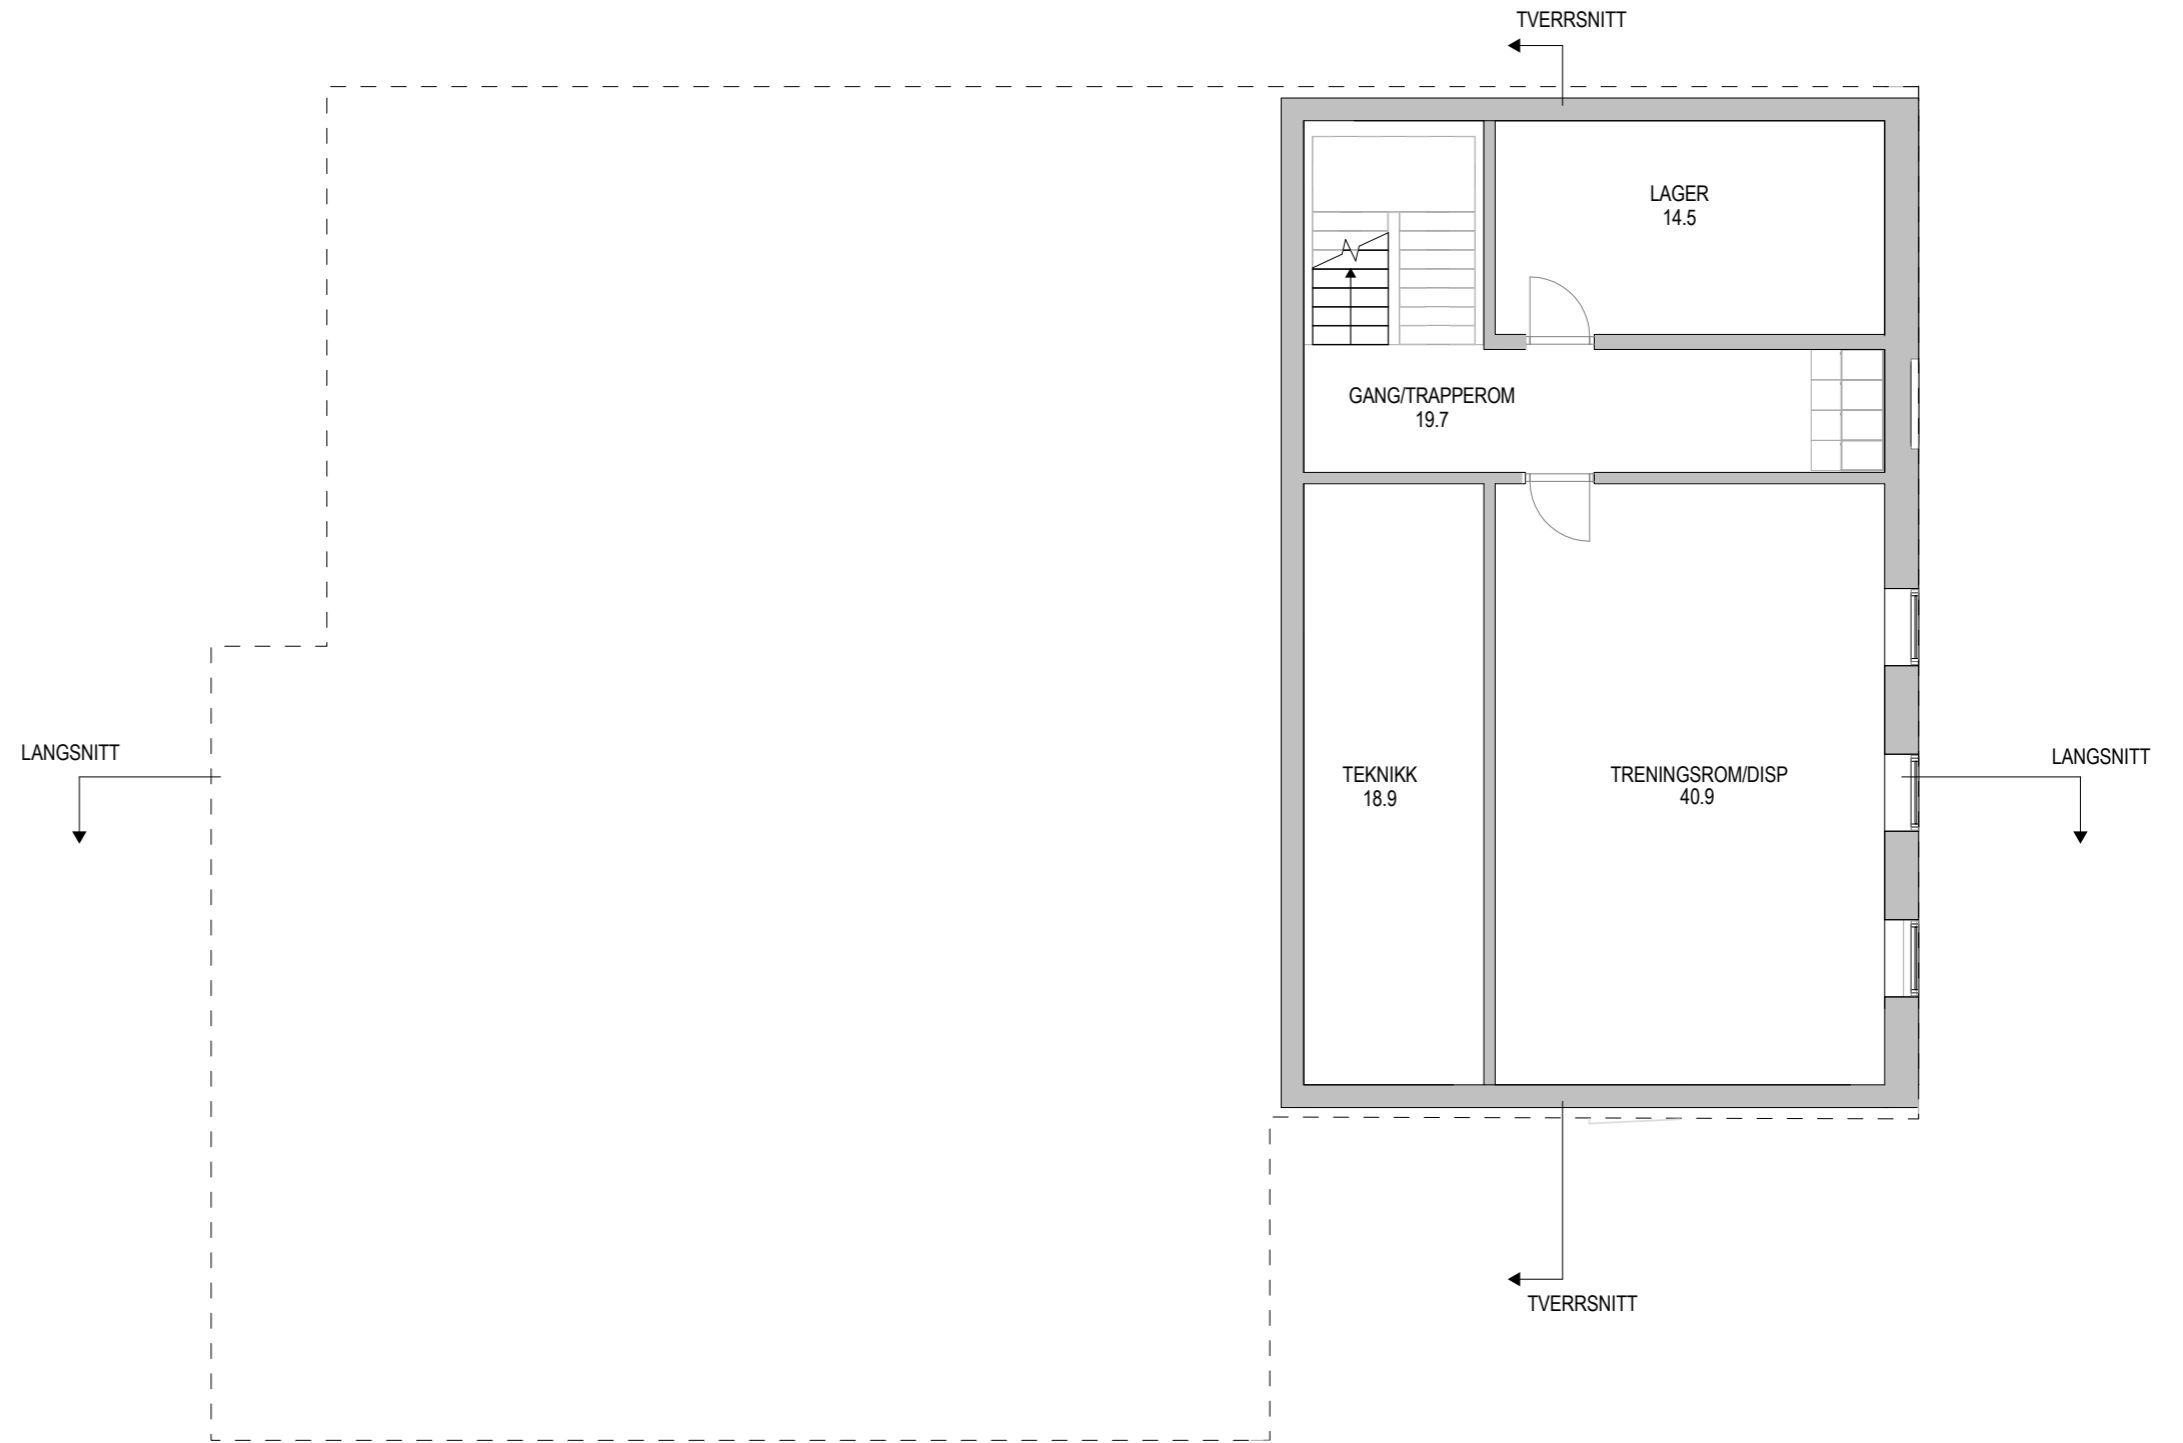 TVERRSNITT
LAGER
14.5
GANG/TRAPPEROM
19.7
LANGSNITT
LANGSNITT
TEKNIKK
18.9
TRENINGSROM/DISP
40.9
TVERRSNITT